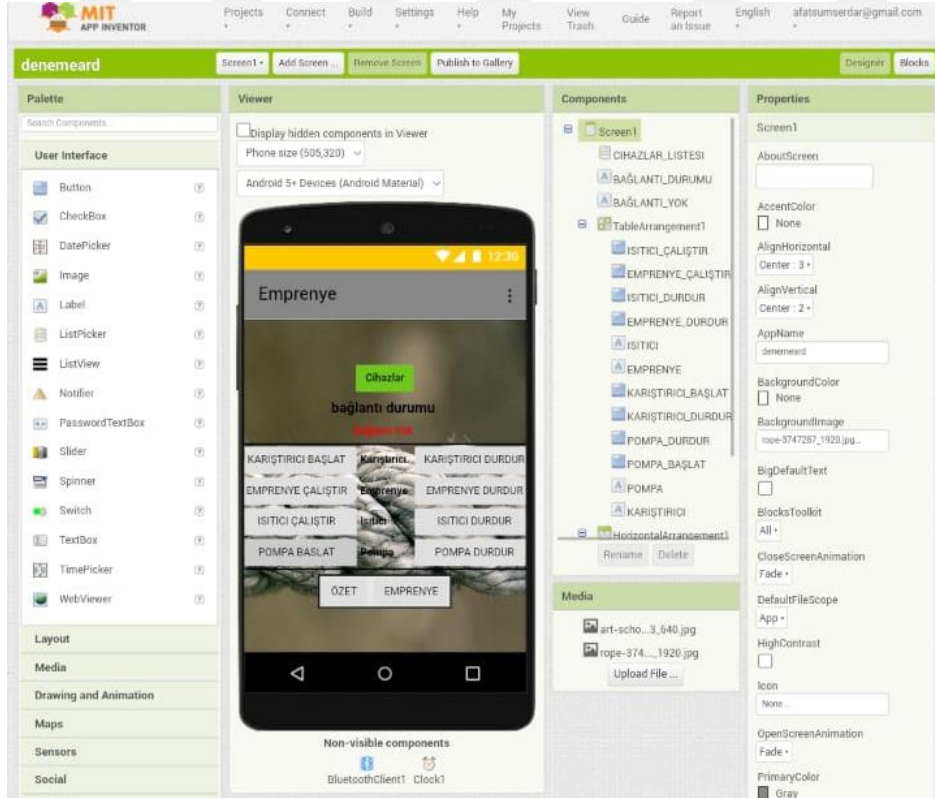 MIT
APP INVENTOR
Projects Connect Build Settings Help My Projects View Trash Guide Report an Issue English afatsumserdar@gmail.com
denemeard
Screen1 Add Screen ... Remove Screen Publish to Gallery Designer Blocks
Palette
Search Components...
User Interface
Button
CheckBox
DatePicker
Image
Label
ListPicker
ListView
Notifier
PasswordTextBox
Slider
Spinner
Switch
TextBox
TimePicker
WebViewer
Layout
Media
Drawing and Animation
Maps
Sensors
Social
Viewer
Display hidden components in Viewer
Phone size (505,320)
Android 5+ Devices (Android Material)
12:30
Emprenye
Cihazlar
bağlantı durumu
Bağlantı Yok
KARIŞTIRICI BAŞLAT Karıştırıcı KARIŞTIRICI DURDUR
EMPRENYE ÇALIŞTIR Emprenye EMPRENYE DURDUR
ISITICI ÇALIŞTIR Isıtıcı ISITICI DURDUR
POMPA BASLAT Pompa POMPA DURDUR
ÖZET EMPRENYE
Non-visible components
BluetoothClient1 Clock1
Components
Screen1
CIHAZLAR_LISTESI
BAĞLANTI_DURUMU
BAĞLANTI_YOK
TableArrangement1
ISITICI_ÇALIŞTIR
EMPRENYE_ÇALIŞTIR
ISITICI_DURDUR
EMPRENYE_DURDUR
ISITICI
EMPRENYE
KARIŞTIRICI_BAŞLAT
KARIŞTIRICI_DURDUR
POMPA_DURDUR
POMPA_BAŞLAT
POMPA
KARIŞTIRICI
HorizontalArrangement1
Rename Delete
Media
art-scho...3_640.jpg
rope-374..._1920.jpg
Upload File ...
Properties
Screen1
AboutScreen
AccentColor
None
AlignHorizontal
Center : 3
AlignVertical
Center : 2
AppName
denemeard
BackgroundColor
None
BackgroundImage
rope-3747287_1920.jpg...
BigDefaultText
BlocksToolkit
All
CloseScreenAnimation
Fade
DefaultFileScope
App
HighContrast
Icon
None...
OpenScreenAnimation
Fade
PrimaryColor
Gray